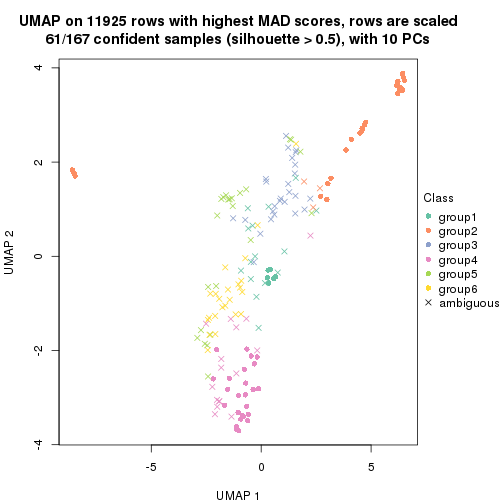 UMAP on 11925 rows with highest MAD scores, rows are scaled
61/167 confident samples (silhouette > 0.5), with 10 PCs
4
2
0
-2
-4
UMAP 2
-5
0
5
UMAP 1
Class
group1
group2
group3
group4
group5
group6
ambiguous